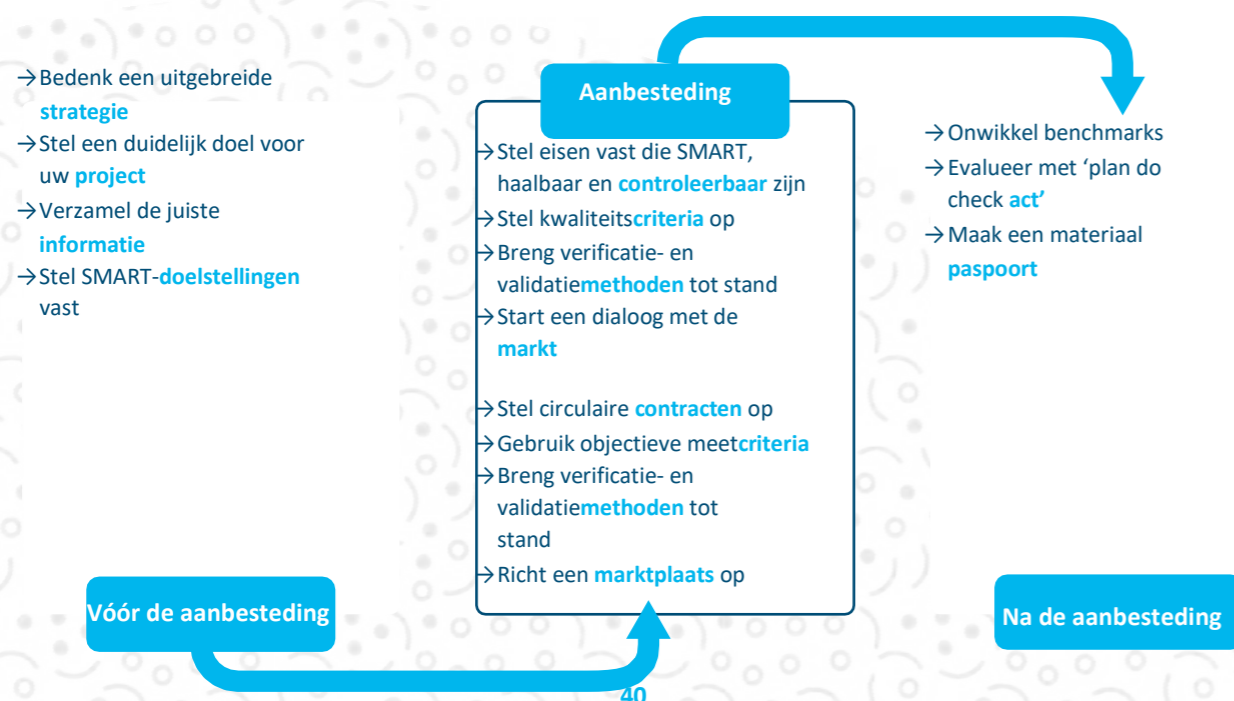 →Bedenk een uitgebreide
strategie
→Stel een duidelijk doel voor
uw project
→Verzamel de juiste
informatie
→Stel SMART-doelstellingen
vast
Vóór de aanbesteding
Aanbesteding
→Stel eisen vast die SMART,
haalbaar en controleerbaar zijn
→Stel kwaliteitscriteria op
→Breng verificatie- en
validatiemethoden tot stand
→Start een dialoog met de
markt
→Stel circulaire contracten op
→Gebruik objectieve meetcriteria
→Breng verificatie- en
validatiemethoden tot
stand
→Richt een marktplaats op
→Onwikkel benchmarks
→Evalueer met ‘plan do
check act’
→Maak een materiaal
paspoort
Na de aanbesteding
40